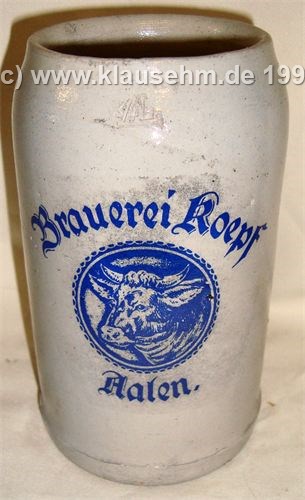 c) www.klausehm.de 199
Brauerei Koepf
Aalen.